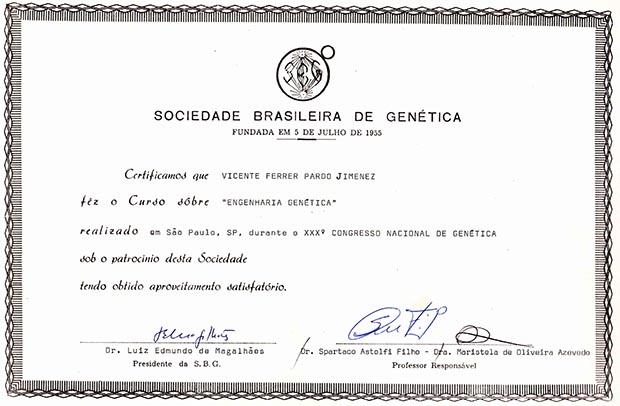 SBG
SOCIEDADE BRASILEIRA DE GENÉTICA
FUNDADA EM 5 DE JULHO DE 1955
Certificamos que VICENTE FERRER PARDO JIMENEZ
fêz o Curso sôbre "ENGENHARIA GENÉTICA"
realizado em São Paulo, SP, durante o XXXº CONGRESSO NACIONAL DE GENÉTICA
sob o patrocínio desta Sociedade
tendo obtido aproveitamento satisfatório.
Dr. Luiz Edmundo de Magalhães
Presidente da S.B.G.
Dr. Spartaco Astolfi Filho - Dra. Maristela de Oliveira Azevedo
Professor Responsável